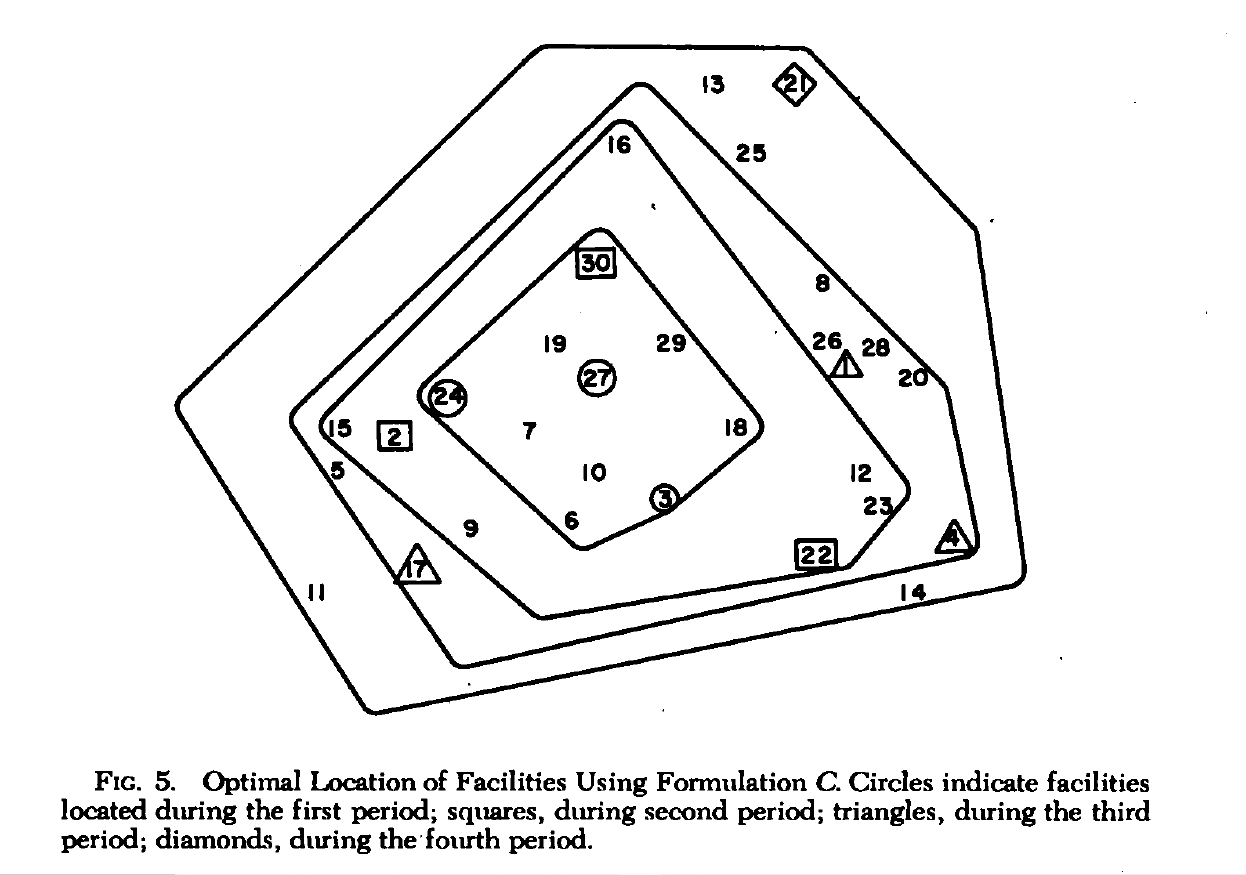 13 21
25
16
30
8
19 29 26 28
27 1 20
24
15 2 7 18
5 10 12
3 23
9 6
4
22
17
11 14
FIG. 5. Optimal Location of Facilities Using Formulation C. Circles indicate facilities
located during the first period; squares, during second period; triangles, during the third
period; diamonds, during the fourth period.